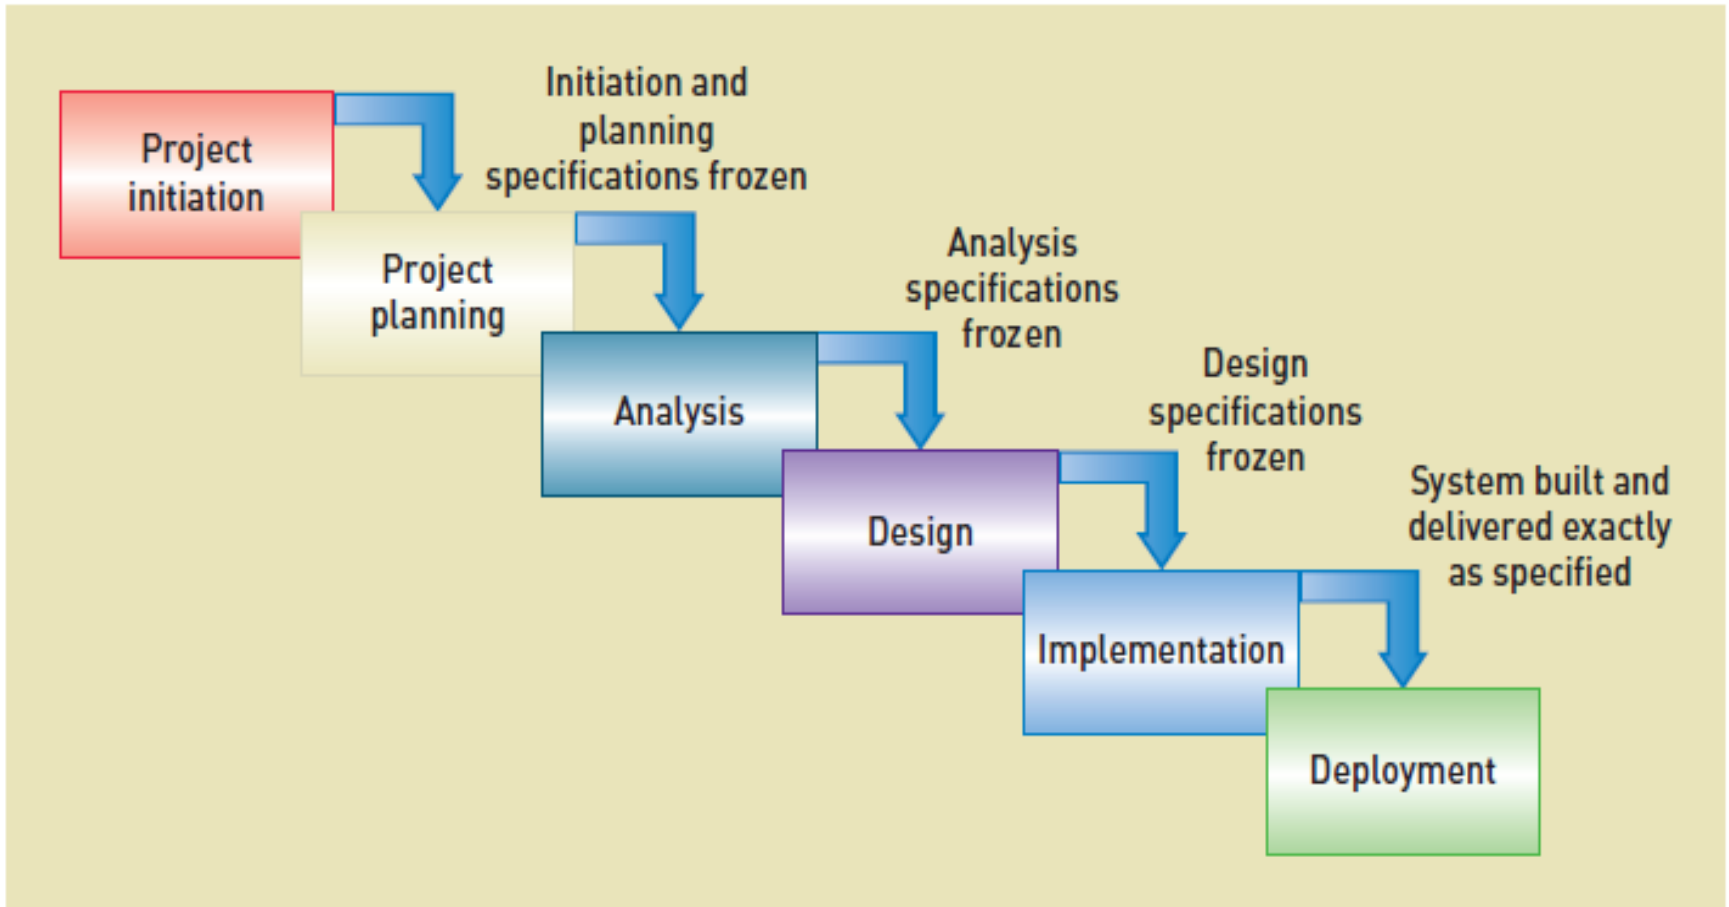 Project
initiation
Initiation and
planning
specifications frozen
Project
planning
Analysis
specifications
frozen
Analysis
Design
specifications
frozen
Design
System built and
delivered exactly
as specified
Implementation
Deployment